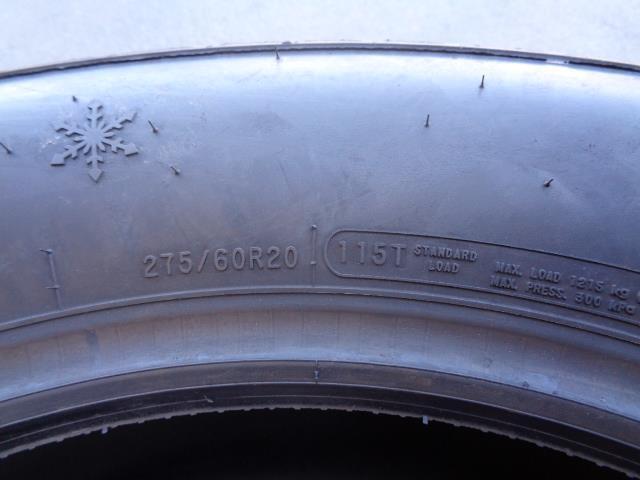 275/60R20
115T
STANDARD
LOAD
MAX. LOAD 1215 kg
MAX. PRESS. 300 KPa